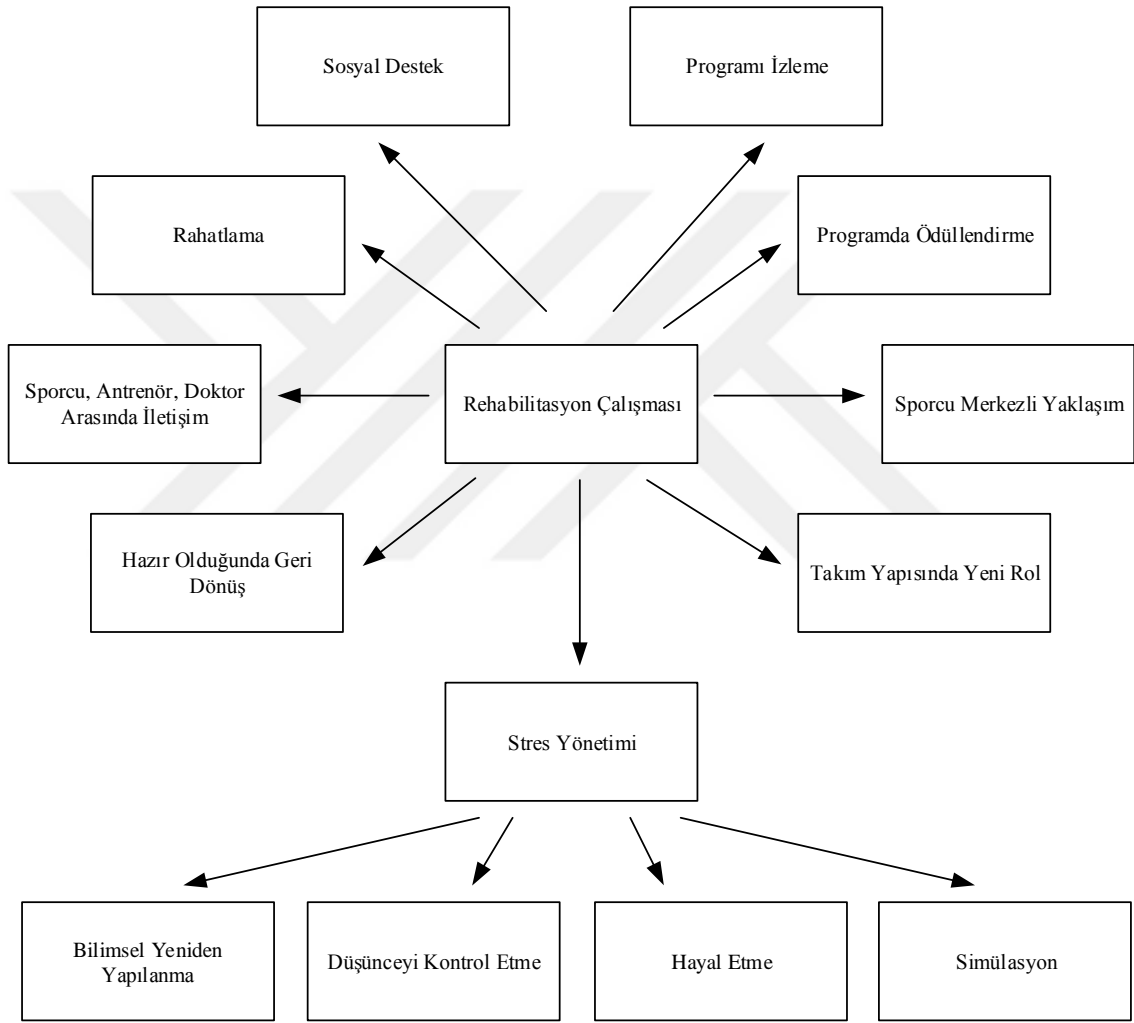 Sosyal Destek
Programı İzleme
Rahatlama
Programda Ödüllendirme
Sporcu, Antrenör, Doktor
Arasında İletişim
Rehabilitasyon Çalışması
Sporcu Merkezli Yaklaşım
Hazır Olduğunda Geri
Dönüş
Takım Yapısında Yeni Rol
Stres Yönetimi
Bilimsel Yeniden
Yapılanma
Düşünceyi Kontrol Etme
Hayal Etme
Simülasyon